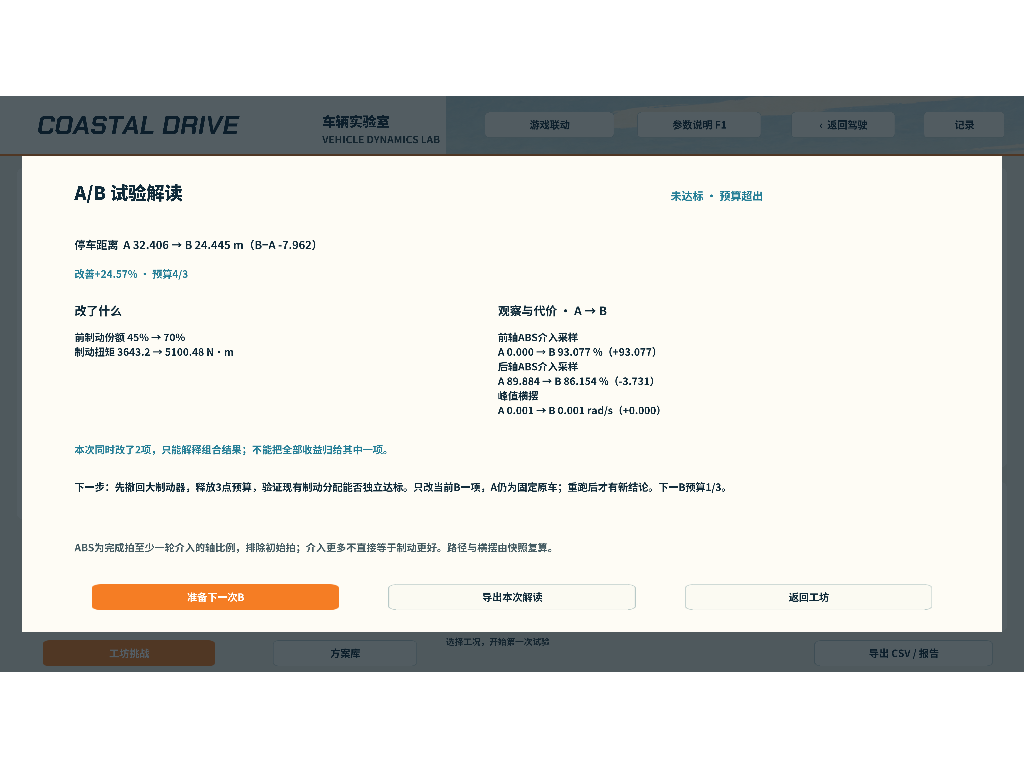 COASTAL DRIVE
车辆实验室
VEHICLE DYNAMICS LAB
游戏联动
参数说明 F1
‹ 返回驾驶
记录
A/B 试验解读
未达标 · 预算超出
停车距离 A 32.406 → B 24.445 m（B−A -7.962）
改善+24.57% · 预算4/3
改了什么
前制动份额 45% → 70%
制动扭矩 3643.2 → 5100.48 N·m
观察与代价 · A → B
前轴ABS介入采样
A 0.000 → B 93.077 %（+93.077）
后轴ABS介入采样
A 89.884 → B 86.154 %（-3.731）
峰值横摆
A 0.001 → B 0.001 rad/s（+0.000）
本次同时改了2项，只能解释组合结果；不能把全部收益归给其中一项。
下一步：先撤回大制动器，释放3点预算，验证现有制动分配能否独立达标。只改当前B一项，A仍为固定原车；重跑后才有新结论。下一B预算1/3。
ABS为完成拍至少一轮介入的轴比例，排除初始拍；介入更多不直接等于制动更好。路径与横摆由快照复算。
准备下一次B
导出本次解读
返回工坊
工坊挑战
方案库
选择工况，开始第一次试验
导出 CSV / 报告